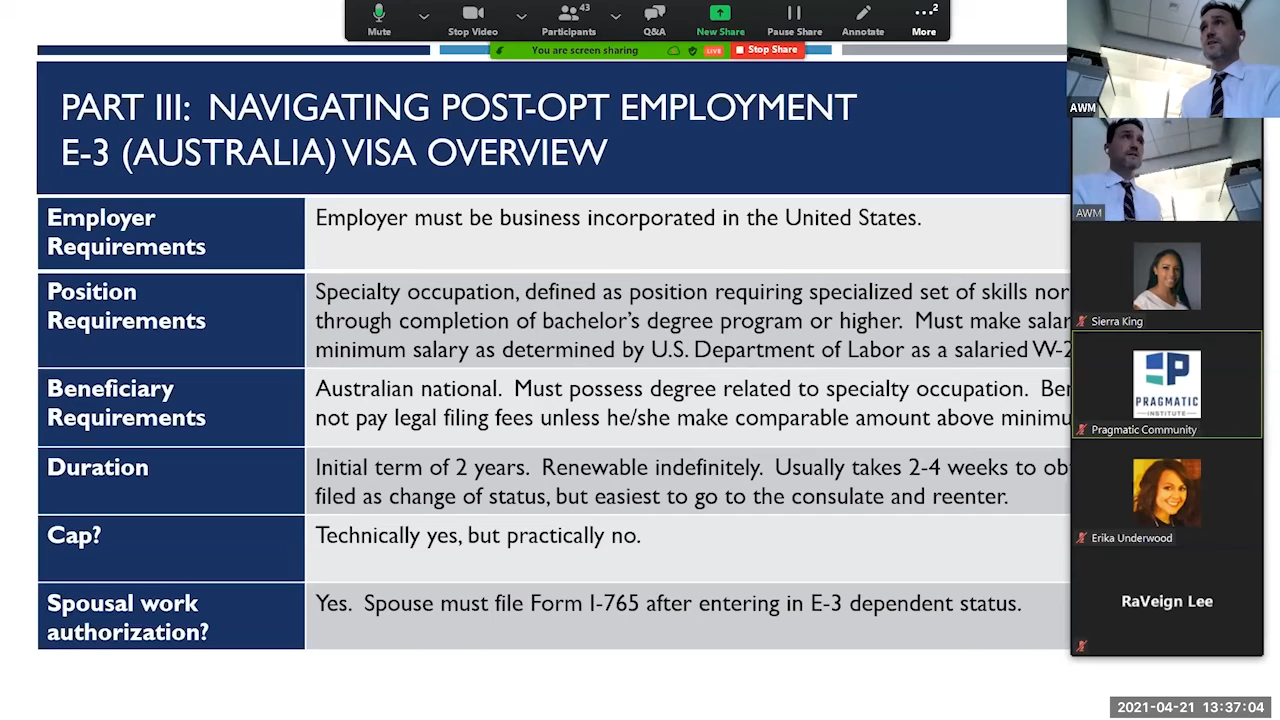 43
2
Mute
Stop Video
Participants
Q&A
New Share
Pause Share
Annotate
More
You are screen sharing
LIVE
Stop Share
AWM
AWM
PART III: NAVIGATING POST-OPT EMPLOYMENT
E-3 (AUSTRALIA) VISA OVERVIEW
Employer
Requirements
Employer must be business incorporated in the United States.
Position
Requirements
Specialty occupation, defined as position requiring specialized set of skills nor
through completion of bachelor's degree program or higher. Must make salar
minimum salary as determined by U.S. Department of Labor as a salaried W-2
Beneficiary
Requirements
Australian national. Must possess degree related to specialty occupation. Be
not pay legal filing fees unless he/she make comparable amount above minimu
Duration
Initial term of 2 years. Renewable indefinitely. Usually takes 2-4 weeks to ob
filed as change of status, but easiest to go to the consulate and reenter.
Cap?
Technically yes, but practically no.
Spousal work
authorization?
Yes. Spouse must file Form I-765 after entering in E-3 dependent status.
Sierra King
PRAGMATIC
INSTITUTE
Pragmatic Community
Erika Underwood
RaVeign Lee
2021-04-21 13:37:04